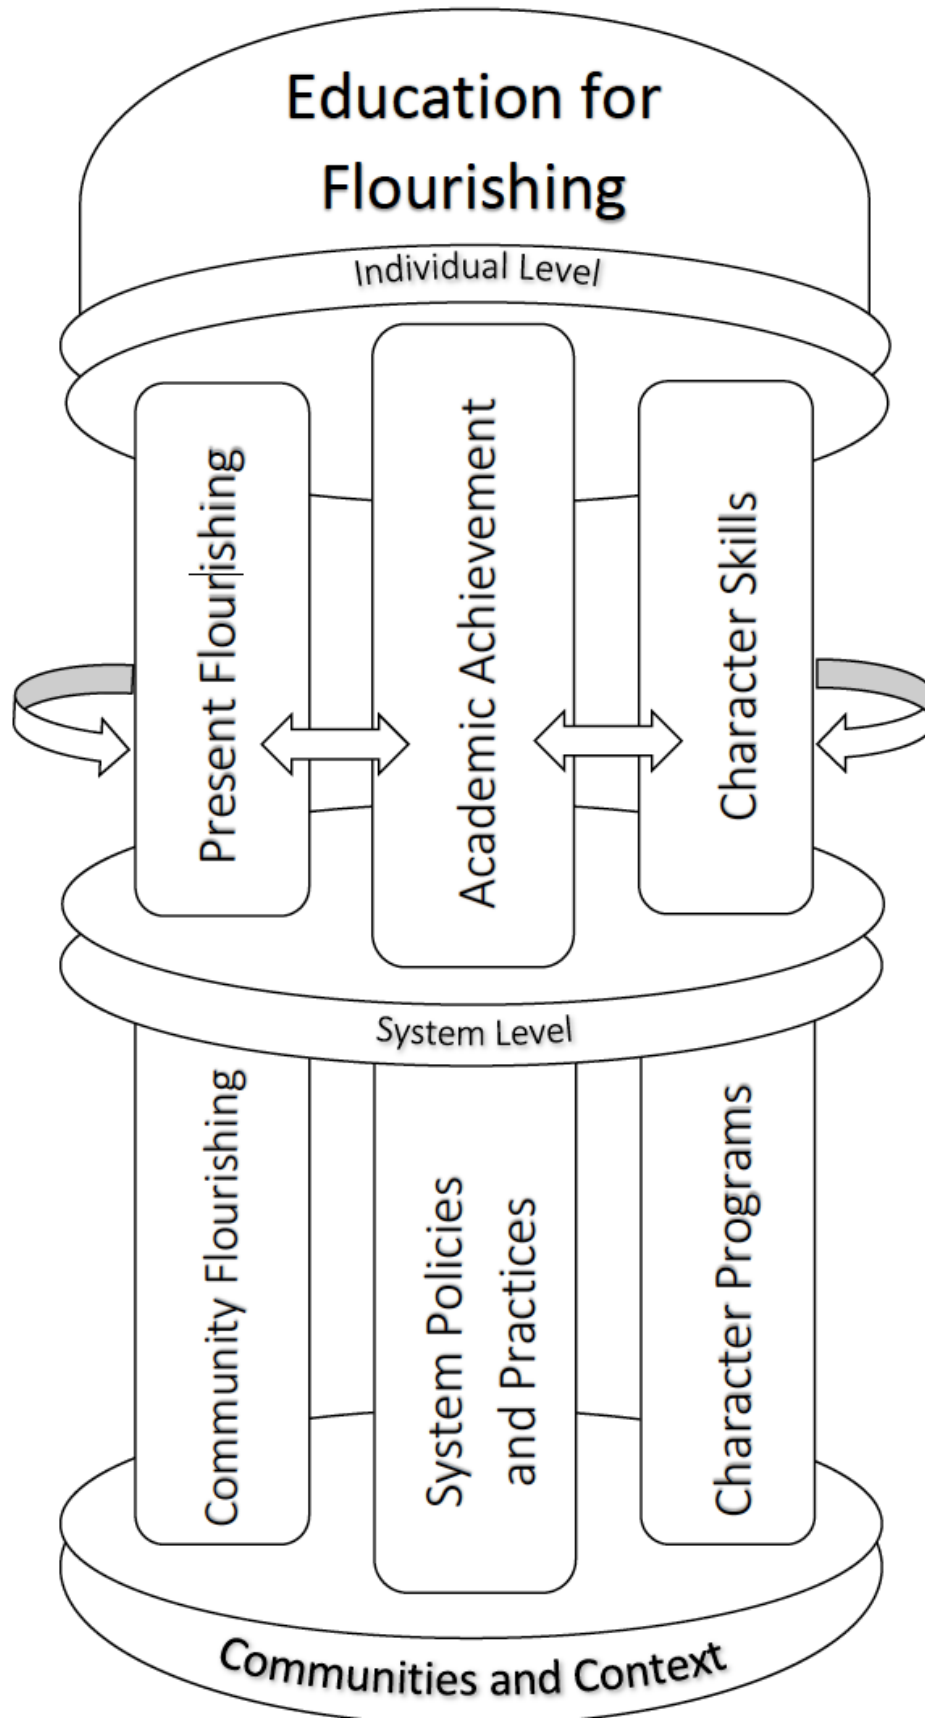 Education for
Flourishing
Individual Level
Present Flourishing
Academic Achievement
Character Skills
System Level
Community Flourishing
System Policies
and Practices
Character Programs
Communities and Context